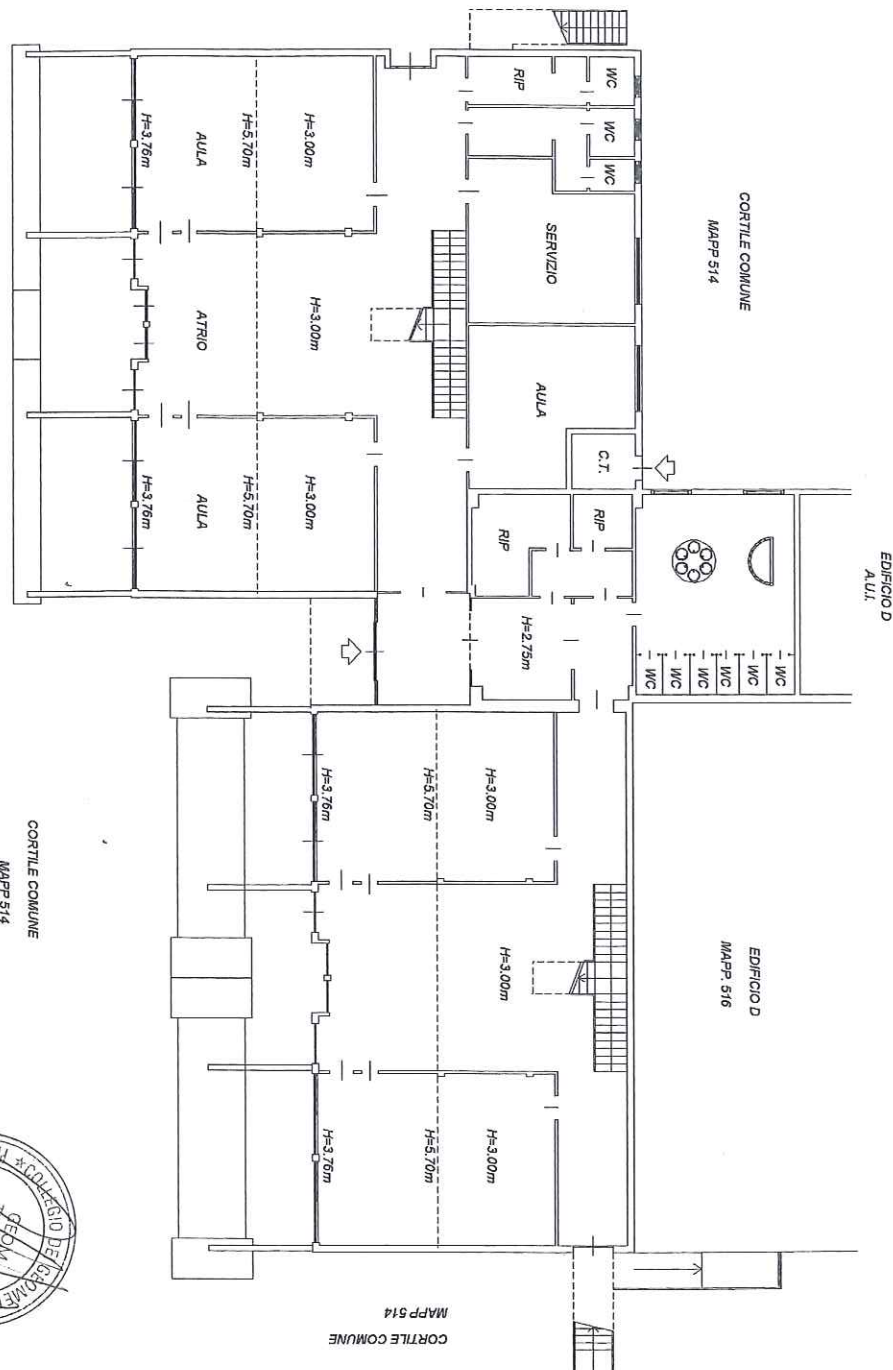 EDIFICIO D
A.U.I.
CORTILE COMUNE
MAPP 514
EDIFICIO D
MAPP. 516
WC
WC
WC
WC
WC
WC
WC
WC
WC
RIP
SERVIZIO
AULA
C.T.
RIP
RIP
H=2.75m
H=3.00m
H=3.00m
H=3.00m
H=5.70m
H=5.70m
AULA
ATRIO
AULA
H=3.76m
H=3.76m
H=3.00m
H=3.00m
H=3.00m
H=5.70m
H=5.70m
H=3.76m
H=3.76m
CORTILE COMUNE
MAPP 514
CORTILE COMUNE
MAPP 514
COLLEGIO DEI GEOME
GEOM